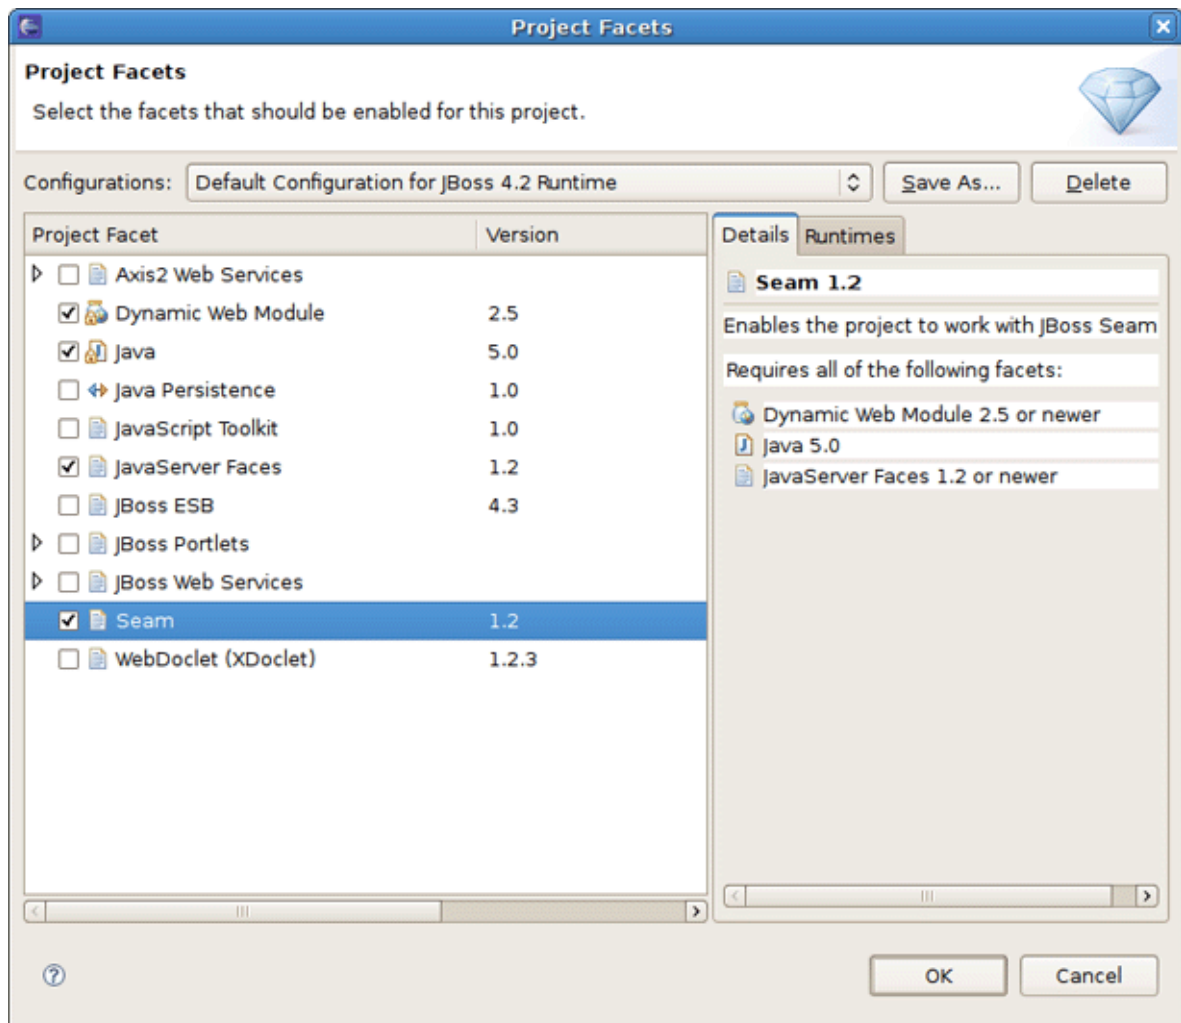 Project Facets
Project Facets
Select the facets that should be enabled for this project.
Configurations: Default Configuration for JBoss 4.2 Runtime Save As... Delete
Project Facet Version
Details Runtimes
Axis2 Web Services
Dynamic Web Module 2.5
Java 5.0
Java Persistence 1.0
JavaScript Toolkit 1.0
JavaServer Faces 1.2
JBoss ESB 4.3
JBoss Portlets
JBoss Web Services
Seam 1.2
WebDoclet (XDoclet) 1.2.3
Seam 1.2
Enables the project to work with JBoss Seam
Requires all of the following facets:
Dynamic Web Module 2.5 or newer
Java 5.0
JavaServer Faces 1.2 or newer
OK Cancel